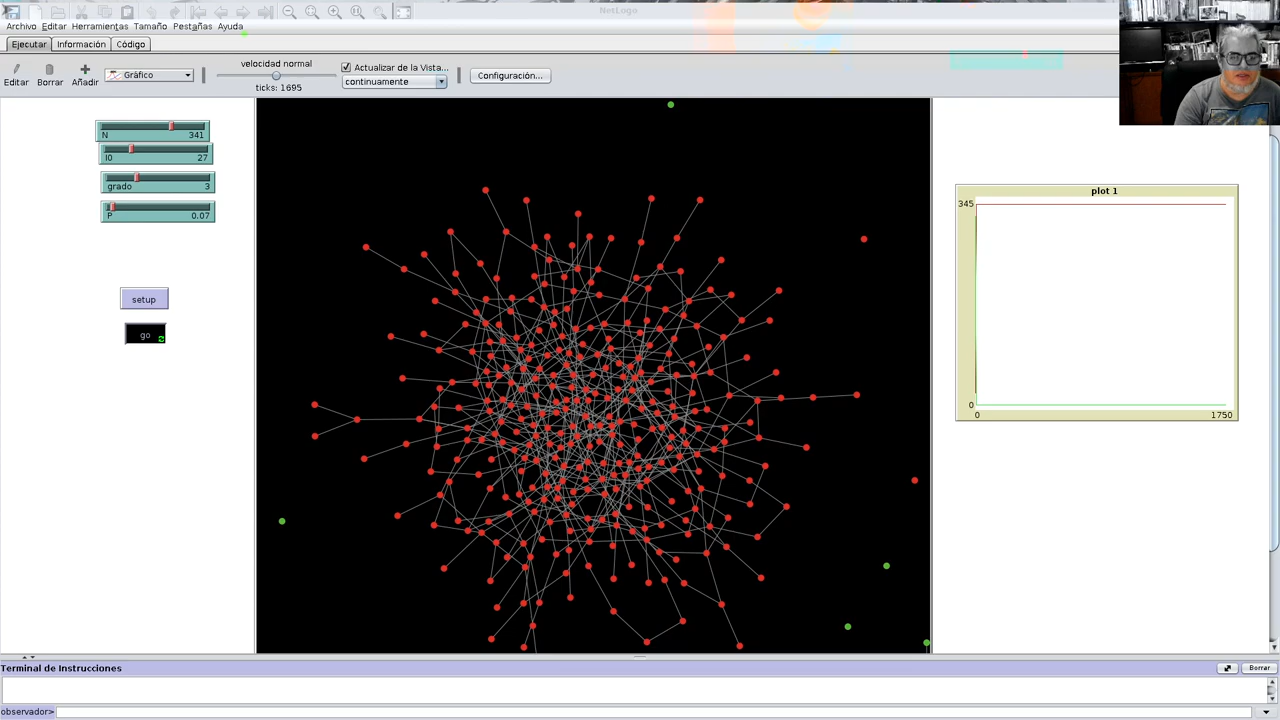 NetLogo
Archivo Editar Herramientas Tamaño Pestañas Ayuda
Ejecutar Información Código
Editar Borrar Añadir
Gráfico
velocidad normal
ticks: 1695
Actualizar de la Vista...
continuamente
Configuración...
N 341
I0 27
grado 3
P 0.07
setup
go
plot 1
345
0
0 1750
Terminal de Instrucciones
Borrar
observador>